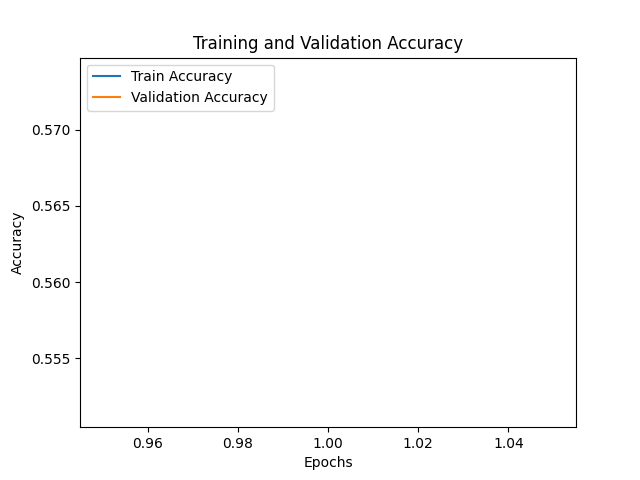 Training and Validation Accuracy
Train Accuracy
Validation Accuracy
0.570
0.565
0.560
0.555
Accuracy
0.96 0.98 1.00 1.02 1.04
Epochs